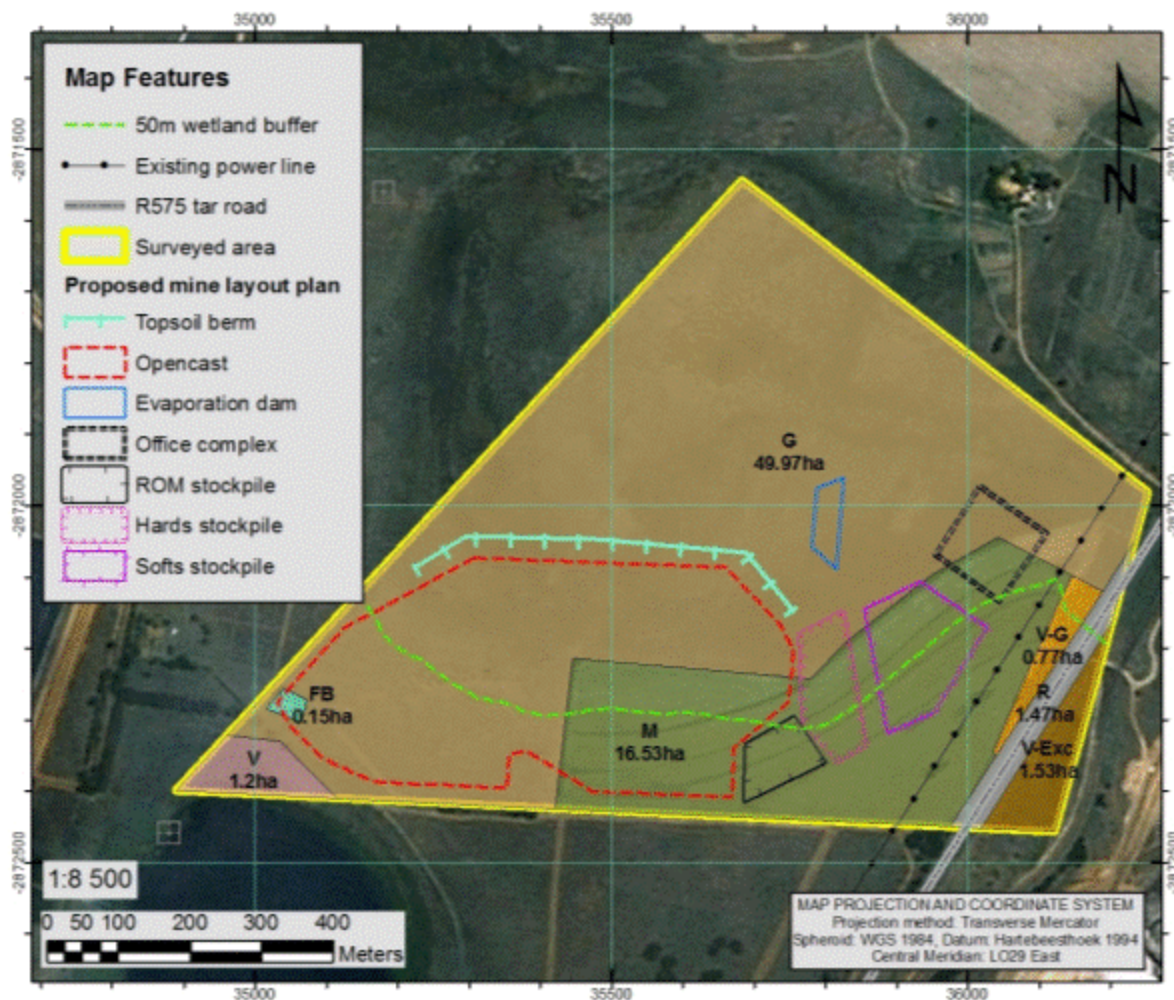 35000
35500
36000
Map Features
50m wetland buffer
Existing power line
R575 tar road
Surveyed area
Proposed mine layout plan
Topsoil berm
Opencast
Evaporation dam
Office complex
ROM stockpile
Hards stockpile
Softs stockpile
-2871500
-2872000
-2872500
G
49.97ha
FB
0.15ha
V
1.2ha
M
16.53ha
V-G
0.77ha
R
1.47ha
V-Exc
1.53ha
N
1:8 500
0 50 100 200 300 400
Meters
MAP PROJECTION AND COORDINATE SYSTEM
Projection method: Transverse Mercator
Spheroid: WGS 1984, Datum: Hartebeesthoek 1994
Central Meridian: LO29 East
35000
35500
36000